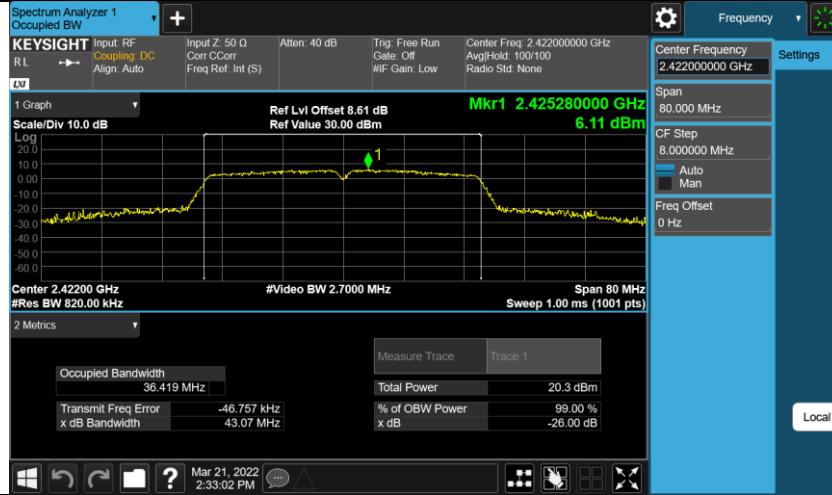 Spectrum Analyzer 1
Occupied BW
+
Frequency
KEYSIGHT
RL
LXI
Input: RF
Coupling: DC
Align: Auto
Input Z: 50 Ω
Corr CCorr
Freq Ref: Int (S)
Atten: 40 dB
Trig: Free Run
Gate: Off
#IF Gain: Low
Center Freq: 2.422000000 GHz
Avg|Hold: 100/100
Radio Std: None
Center Frequency
2.422000000 GHz
Settings
Span
80.000 MHz
CF Step
8.000000 MHz
Auto
Man
Freq Offset
0 Hz
Local
1 Graph
Scale/Div 10.0 dB
Ref Lvl Offset 8.61 dB
Ref Value 30.00 dBm
Mkr1 2.425280000 GHz
6.11 dBm
Log
20.0
10.0
0.00
-10.0
-20.0
-30.0
-40.0
-50.0
-60.0
1
Center 2.42200 GHz
#Video BW 2.7000 MHz
Span 80 MHz
#Res BW 820.00 kHz
Sweep 1.00 ms (1001 pts)
2 Metrics
Measure Trace Trace 1
Occupied Bandwidth
36.419 MHz
Total Power 20.3 dBm
Transmit Freq Error -46.757 kHz
% of OBW Power 99.00 %
x dB Bandwidth 43.07 MHz
x dB -26.00 dB
?
Mar 21, 2022
2:33:02 PM